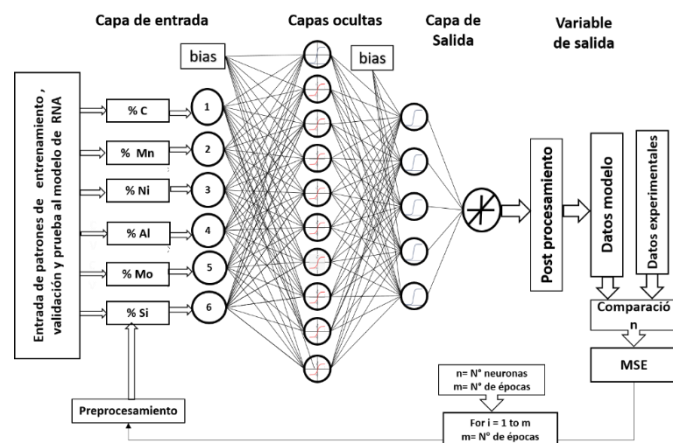 Capa de entrada
Capas ocultas
Capa de
Salida
Variable
de salida
Entrada de patrones de entrenamiento ,
validación y prueba al modelo de RNA
% C
% Mn
% Ni
% Al
% Mo
% Si
bias
1
2
3
4
5
6
bias
Post procesamiento
Datos modelo
Datos experimentales
Comparació
n
MSE
n= N° neuronas
m= N° de épocas
For i = 1 to m
m= N° de épocas
Preprocesamiento